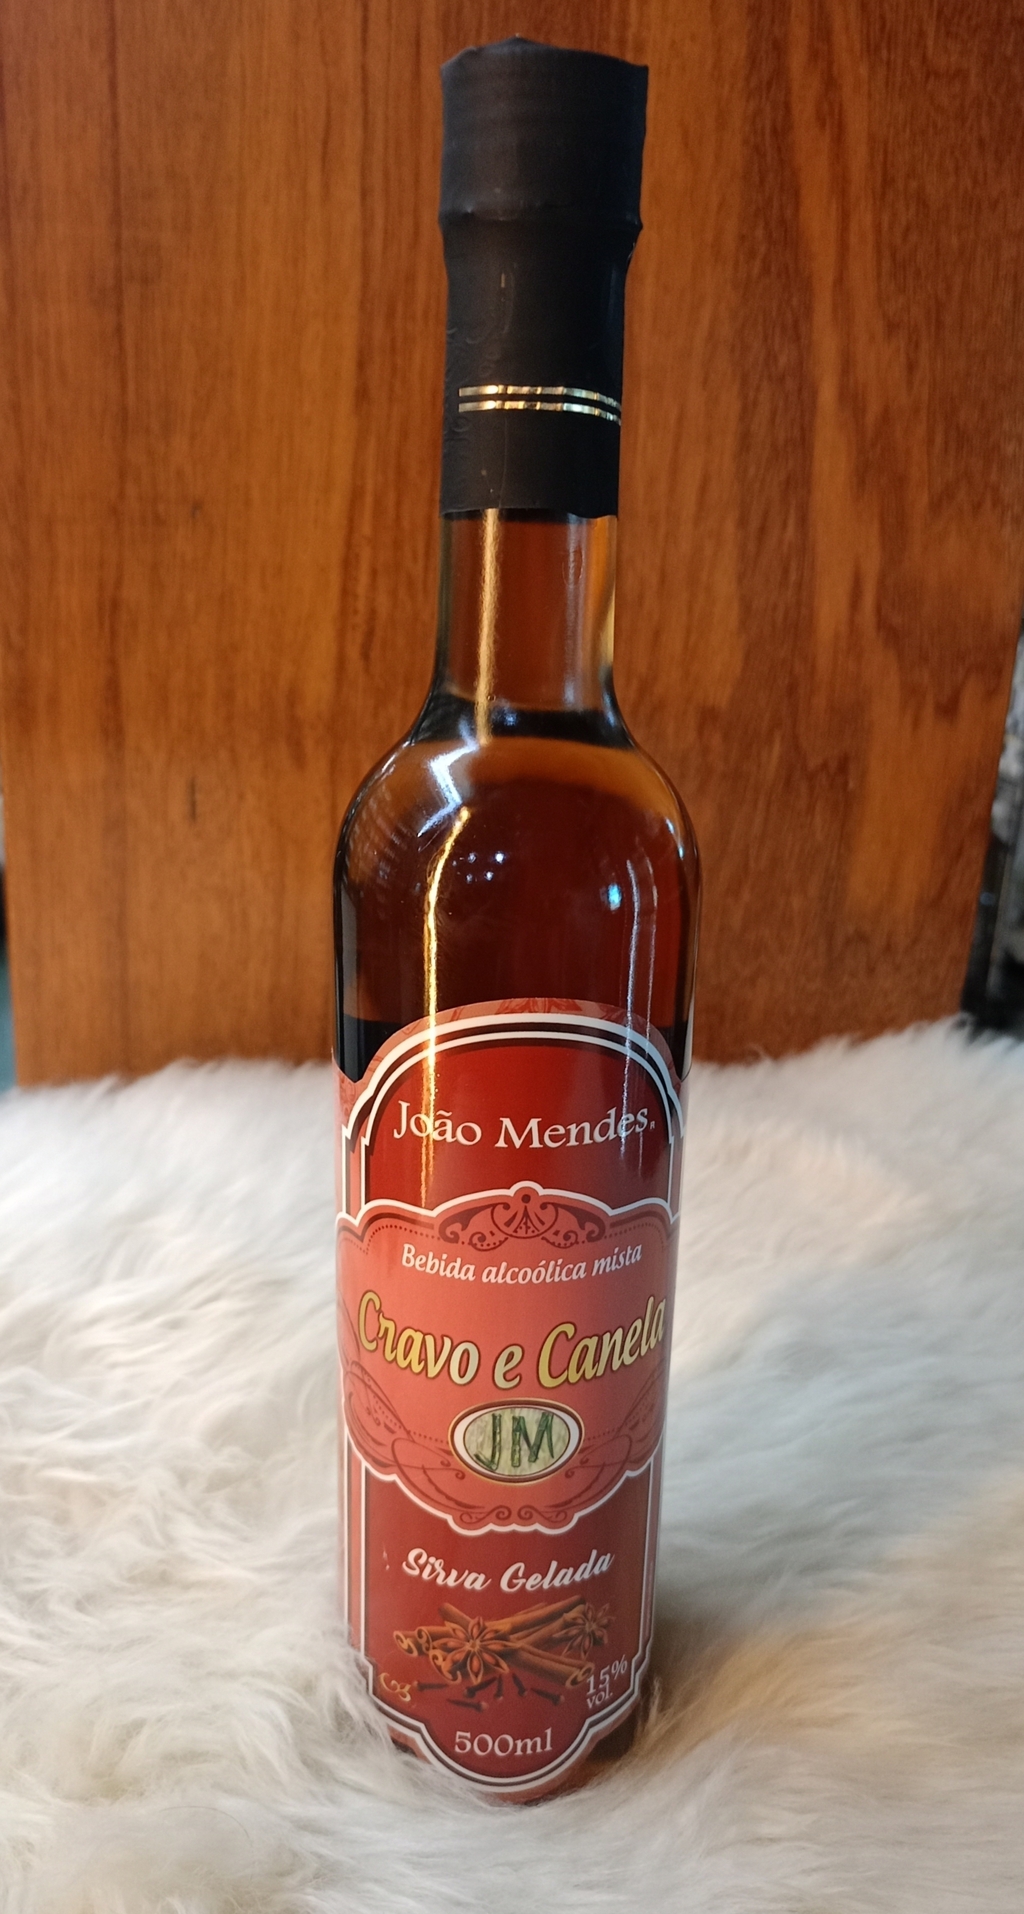 João Mendes
Bebida alcoólica mista
Cravo e Canela
JM
Sirva Gelada
15%
vol.
500ml